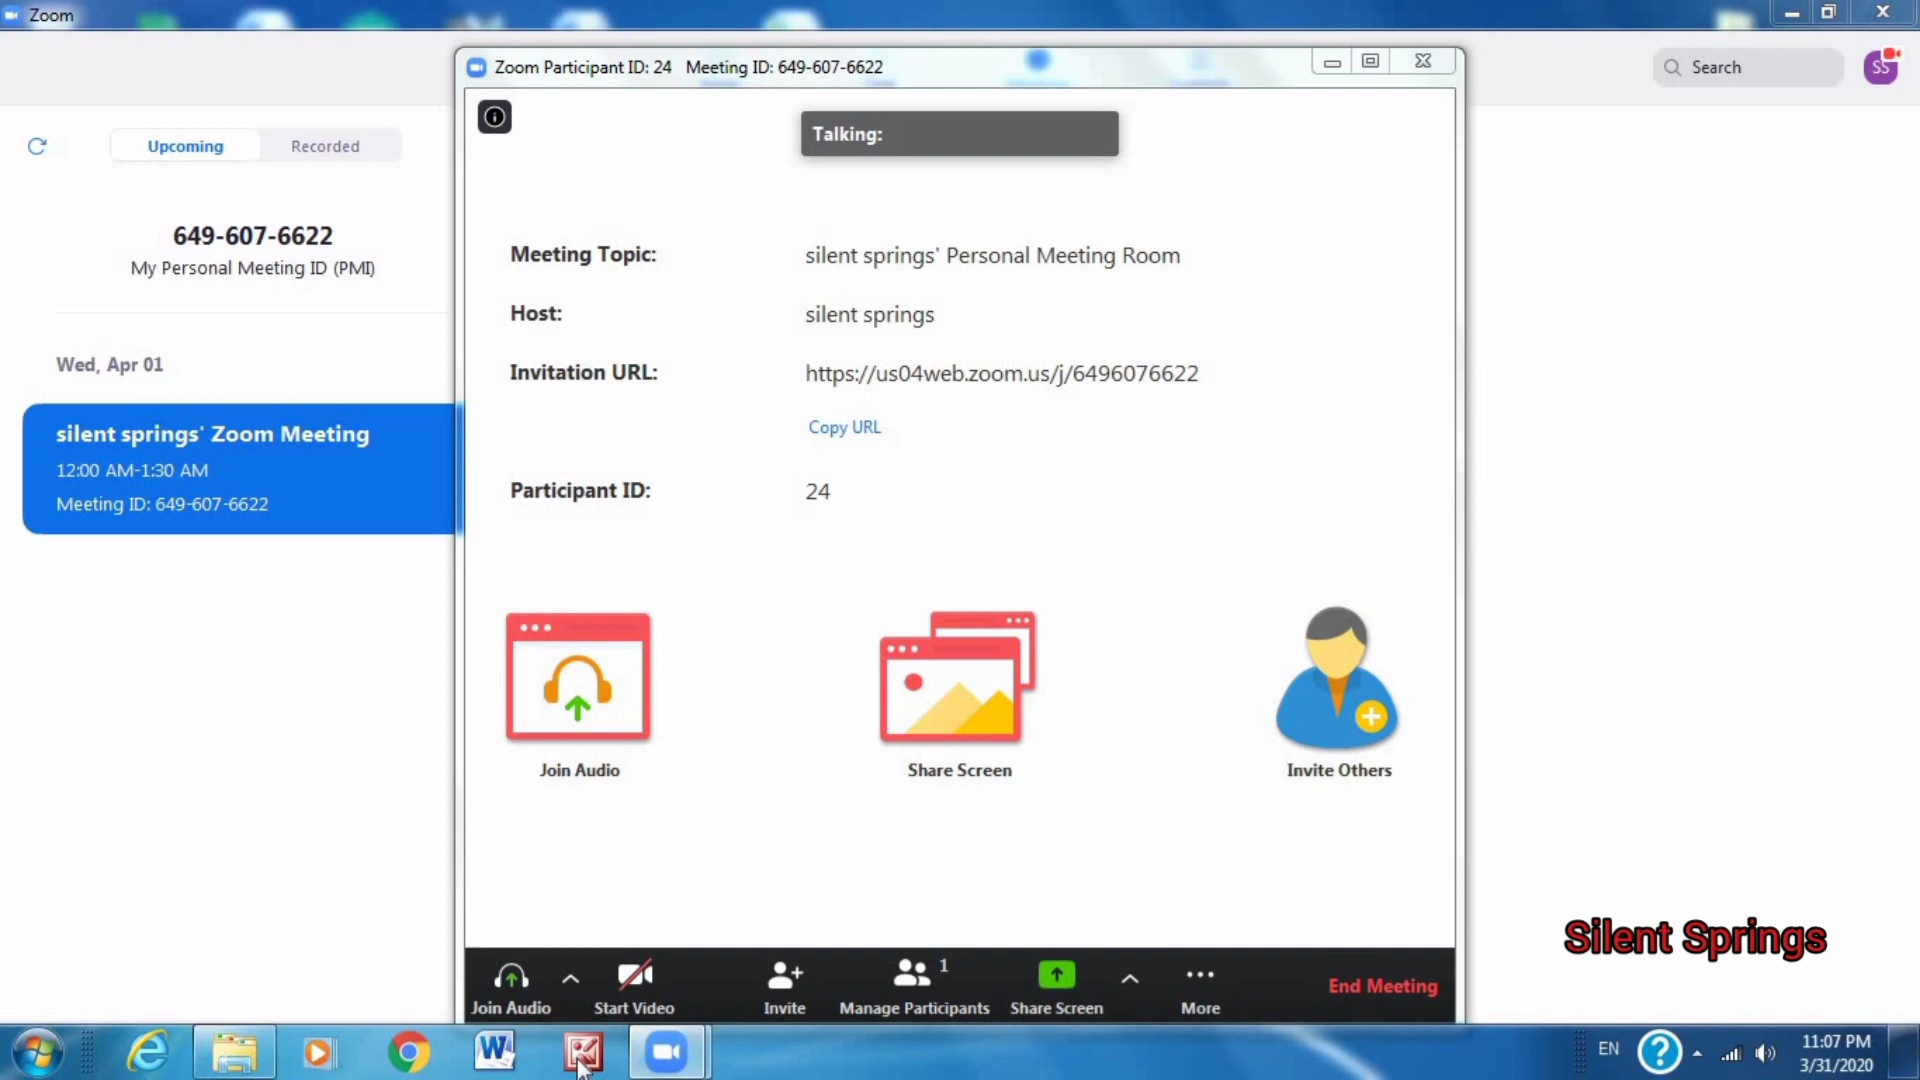 Zoom
Search
SS
Zoom Participant ID: 24 Meeting ID: 649-607-6622
Upcoming
Recorded
Talking:
649-607-6622
My Personal Meeting ID (PMI)
Wed, Apr 01
silent springs' Zoom Meeting
12:00 AM-1:30 AM
Meeting ID: 649-607-6622
Meeting Topic:
silent springs' Personal Meeting Room
Host:
silent springs
Invitation URL:
https://us04web.zoom.us/j/6496076622
Copy URL
Participant ID:
24
Join Audio
Share Screen
Invite Others
Silent Springs
Join Audio
Start Video
Invite
1
Manage Participants
Share Screen
More
End Meeting
EN
11:07 PM
3/31/2020